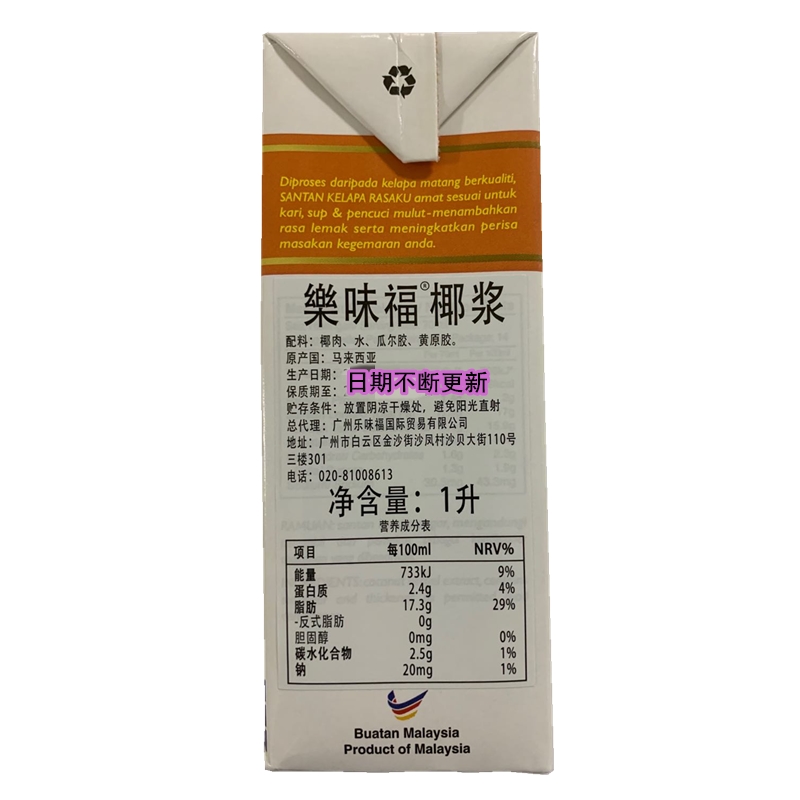 Diproses daripada kelapa matang berkualiti,
SANTAN KELAPA RASAKU amat sesuai untuk
kari, sup & pencuci mulut-menambahkan
rasa lemak serta meningkatkan perisa
masakan kegemaran anda.
樂味福®椰浆
配料：椰肉、水、瓜尔胶、黄原胶。
原产国：马来西亚
生产日期：
日期不断更新
保质期至：
贮存条件：放置阴凉干燥处，避免阳光直射
总代理：广州乐味福国际贸易有限公司
地址：广州市白云区金沙街沙凤村沙贝大街110号
三楼301
电话：020-81008613
净含量：1升
营养成分表
项目 每100ml NRV%
能量 733kJ 9%
蛋白质 2.4g 4%
脂肪 17.3g 29%
-反式脂肪 0g
胆固醇 0mg 0%
碳水化合物 2.5g 1%
钠 20mg 1%
Buatan Malaysia
Product of Malaysia